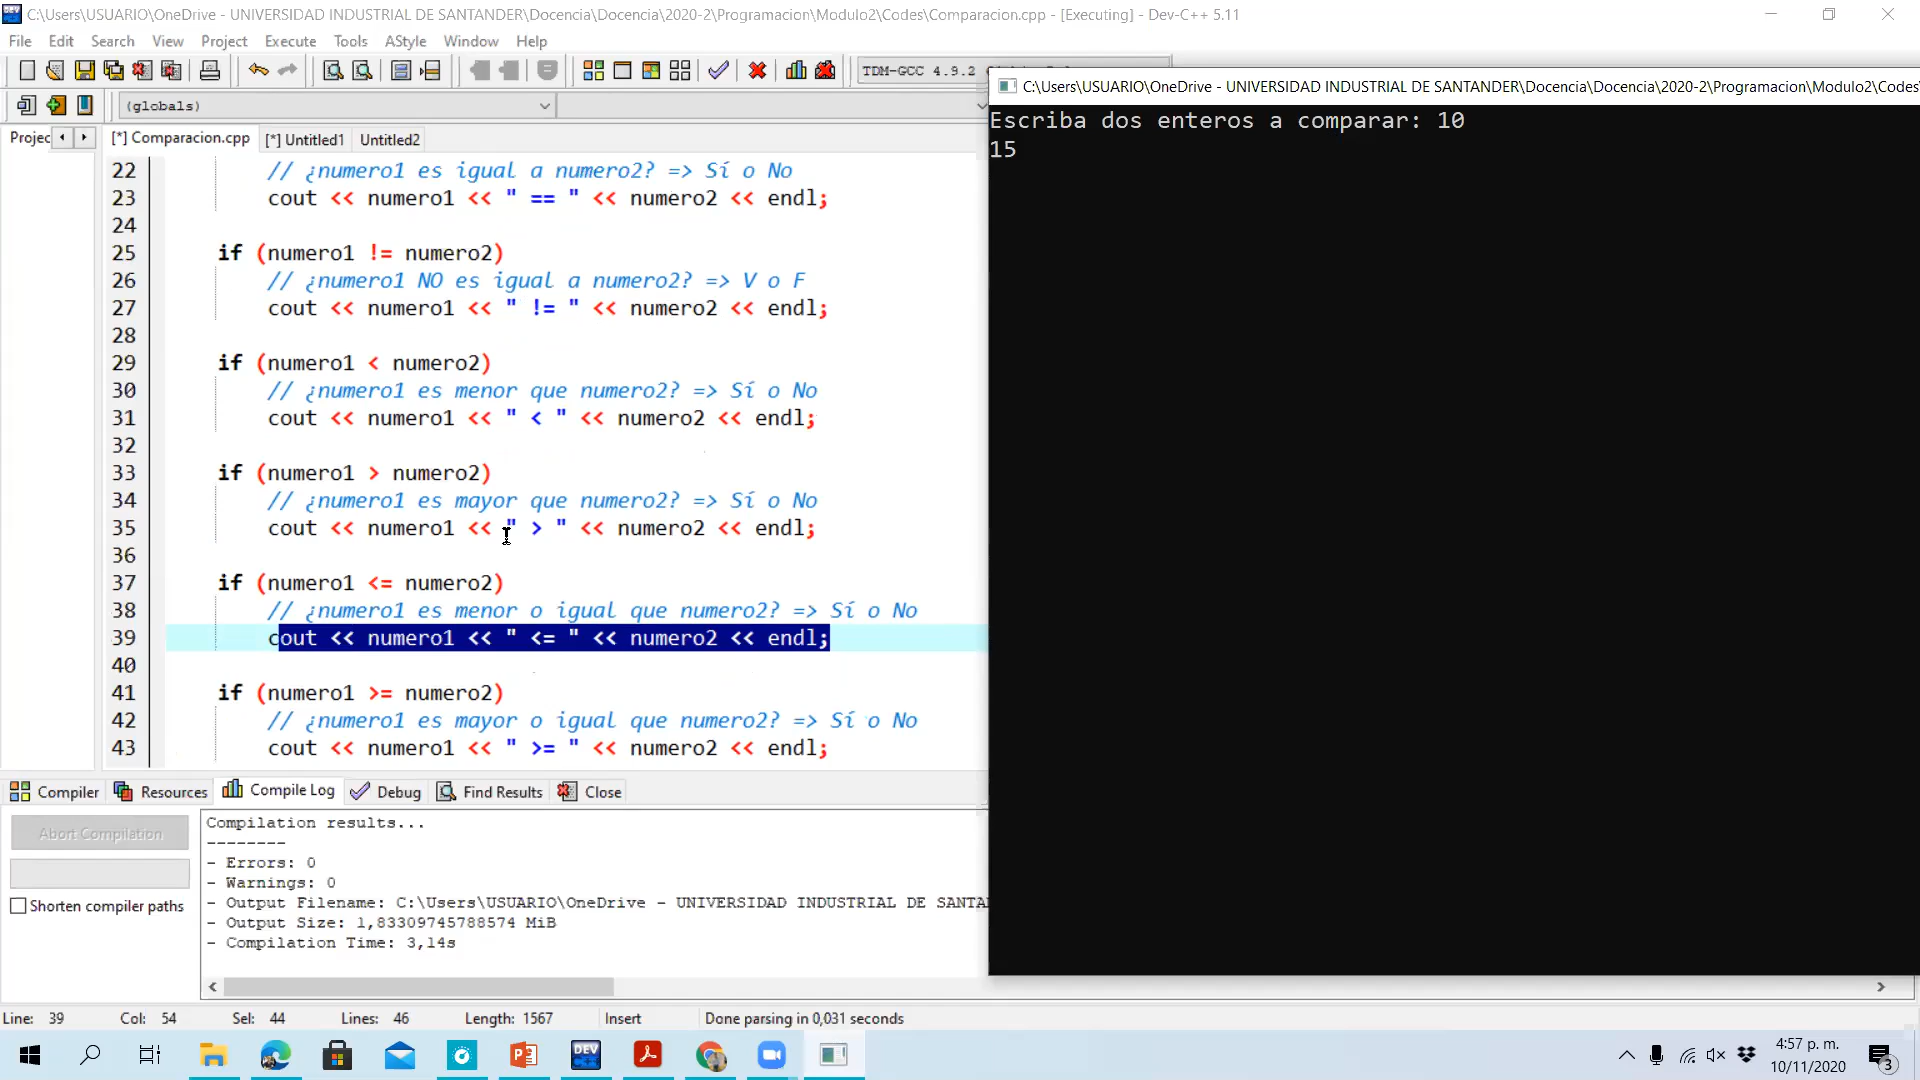 C:\Users\USUARIO\OneDrive - UNIVERSIDAD INDUSTRIAL DE SANTANDER\Docencia\Docencia\2020-2\Programacion\Modulo2\Codes\Comparacion.cpp - [Executing] - Dev-C++ 5.11
File Edit Search View Project Execute Tools AStyle Window Help
TDM-GCC 4.9.2
C:\Users\USUARIO\OneDrive - UNIVERSIDAD INDUSTRIAL DE SANTANDER\Docencia\Docencia\2020-2\Programacion\Modulo2\Codes
(globals)
Escriba dos enteros a comparar: 10
15
Projec [*] Comparacion.cpp [*] Untitled1 Untitled2
22 // ¿numero1 es igual a numero2? => Sí o No
23 cout << numero1 << " == " << numero2 << endl;
24
25 if (numero1 != numero2)
26 // ¿numero1 NO es igual a numero2? => V o F
27 cout << numero1 << " != " << numero2 << endl;
28
29 if (numero1 < numero2)
30 // ¿numero1 es menor que numero2? => Sí o No
31 cout << numero1 << " < " << numero2 << endl;
32
33 if (numero1 > numero2)
34 // ¿numero1 es mayor que numero2? => Sí o No
35 cout << numero1 << " > " << numero2 << endl;
36
37 if (numero1 <= numero2)
38 // ¿numero1 es menor o igual que numero2? => Sí o No
39 cout << numero1 << " <= " << numero2 << endl;
40
41 if (numero1 >= numero2)
42 // ¿numero1 es mayor o igual que numero2? => Sí o No
43 cout << numero1 << " >= " << numero2 << endl;
Compiler Resources Compile Log Debug Find Results Close
Abort Compilation
Shorten compiler paths
Compilation results...
--------
- Errors: 0
- Warnings: 0
- Output Filename: C:\Users\USUARIO\OneDrive - UNIVERSIDAD INDUSTRIAL DE SANTA
- Output Size: 1,83309745788574 MiB
- Compilation Time: 3,14s
Line: 39 Col: 54 Sel: 44 Lines: 46 Length: 1567 Insert Done parsing in 0,031 seconds
DEV
4:57 p. m.
10/11/2020
3